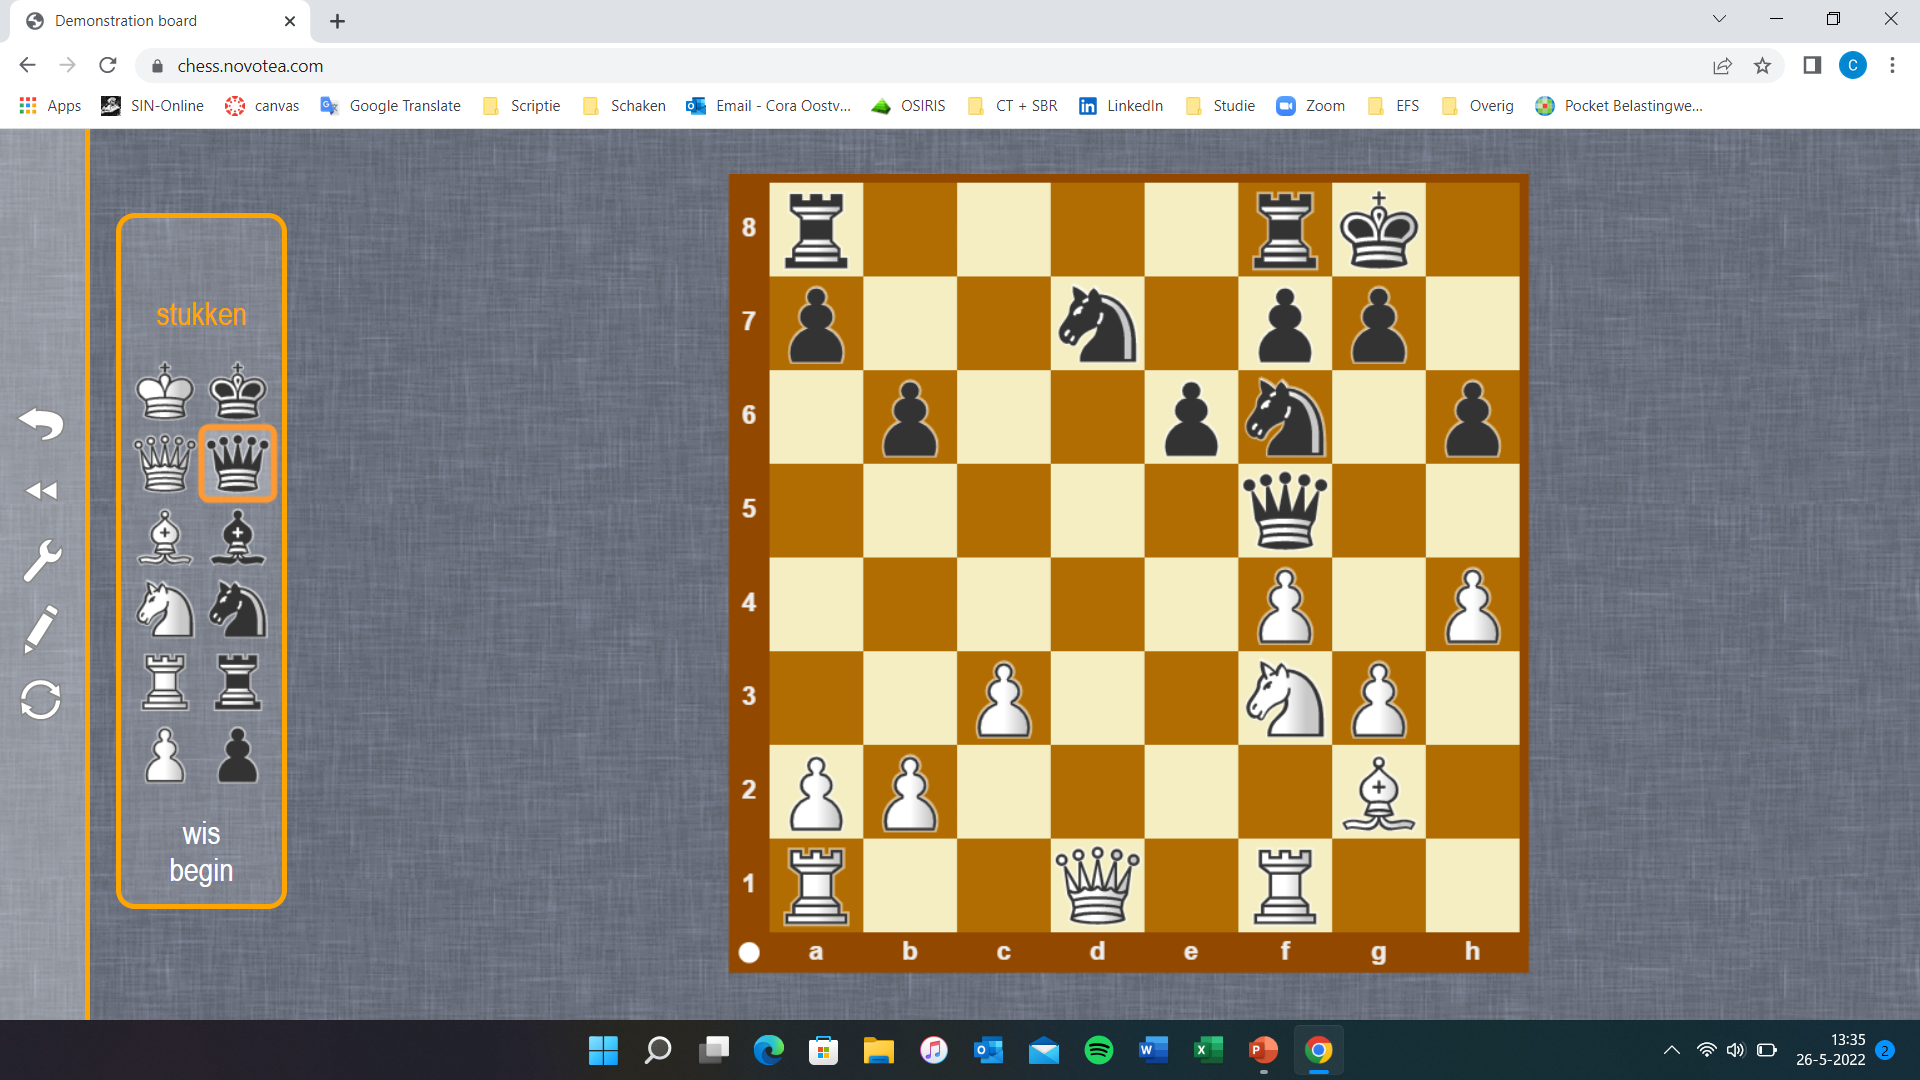 Demonstration board
chess.novotea.com
C
Apps SIN-Online canvas Google Translate Scriptie Schaken Email - Cora Oostv... OSIRIS CT + SBR LinkedIn Studie Zoom EFS Overig Pocket Belastingwe...
stukken
wis
begin
8
7
6
5
4
3
2
1
a b c d e f g h
13:35
26-5-2022 2